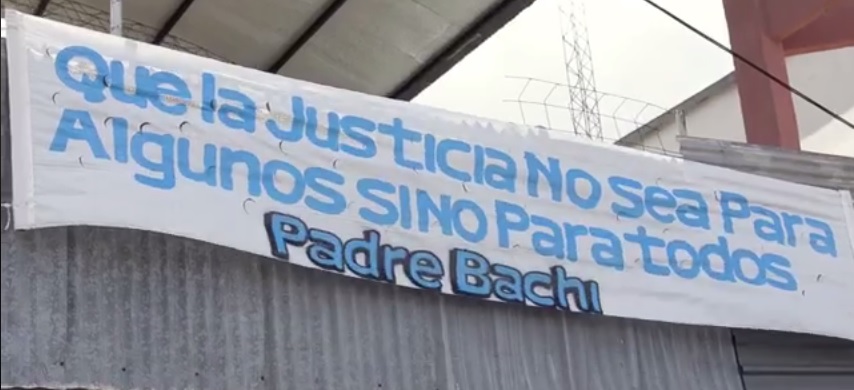 Que la Justicia No Sea Para
Algunos SINO Para todos
Padre Bachi